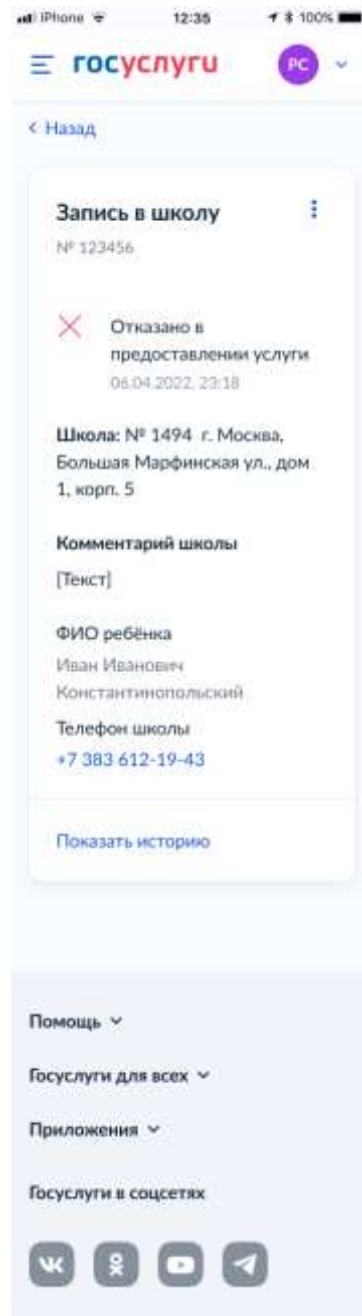 iPhone 12:35 100%
госуслуги РС
Назад
Запись в школу
№ 123456
Отказано в
предоставлении услуги
06.04.2022, 23:18
Школа: № 1494 г. Москва,
Большая Марфинская ул., дом
1, корп. 5
Комментарий школы
[Текст]
ФИО ребёнка
Иван Иванович
Константинопольский
Телефон школы
+7 383 612-19-43
Показать историю
Помощь
Госуслуги для всех
Приложения
Госуслуги в соцсетях